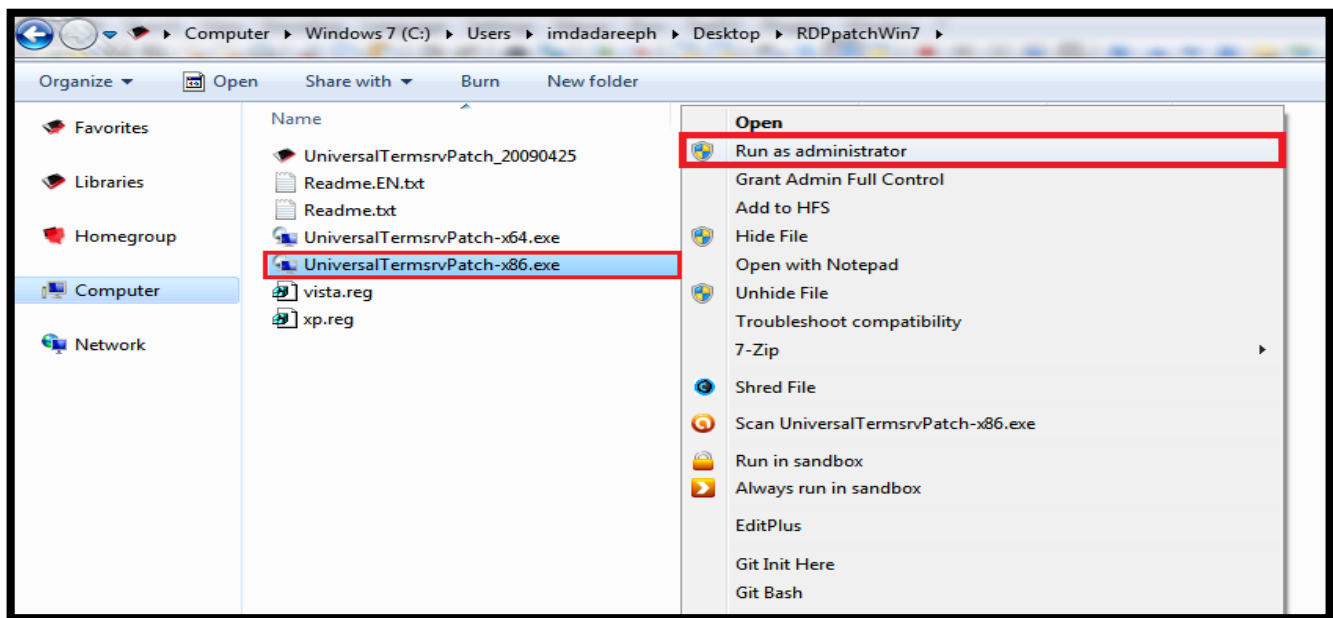 Computer ▸ Windows 7 (C:) ▸ Users ▸ imdadareeph ▸ Desktop ▸ RDPpatchWin7 ▸
Organize Open Share with Burn New folder
Favorites
Libraries
Homegroup
Computer
Network
Name
UniversalTermsrvPatch_20090425
Readme.EN.txt
Readme.txt
UniversalTermsrvPatch-x64.exe
UniversalTermsrvPatch-x86.exe
vista.reg
xp.reg
Open
Run as administrator
Grant Admin Full Control
Add to HFS
Hide File
Open with Notepad
Unhide File
Troubleshoot compatibility
7-Zip
Shred File
Scan UniversalTermsrvPatch-x86.exe
Run in sandbox
Always run in sandbox
EditPlus
Git Init Here
Git Bash